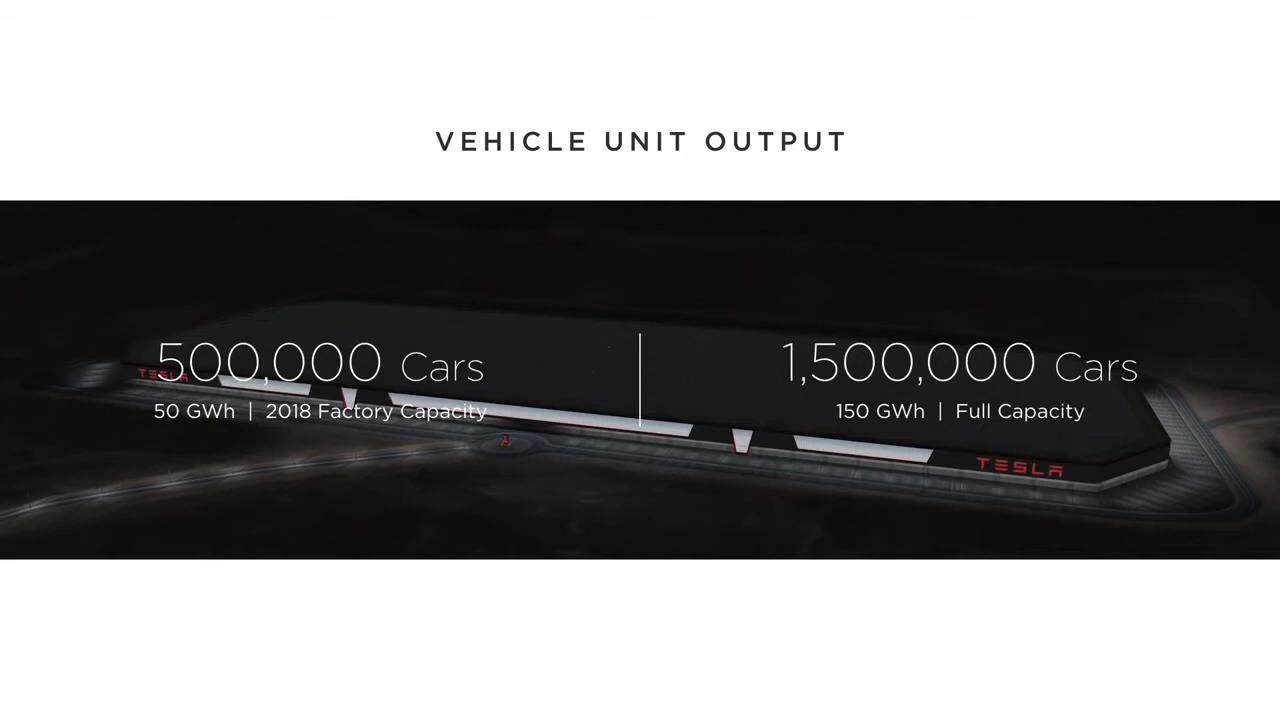 VEHICLE UNIT OUTPUT
500,000 Cars
50 GWh | 2018 Factory Capacity
1,500,000 Cars
150 GWh | Full Capacity
TESLA
TESLA